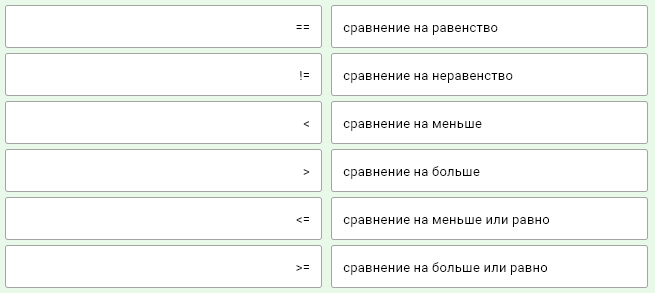 == сравнение на равенство
!= сравнение на неравенство
< сравнение на меньше
> сравнение на больше
<= сравнение на меньше или равно
>= сравнение на больше или равно